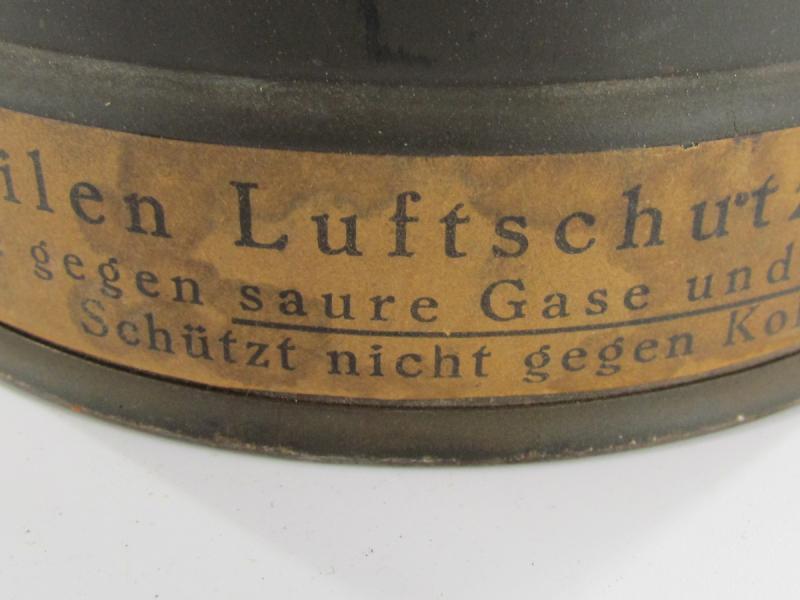 ilen Luftschutz
gegen saure Gase und
Schützt nicht gegen Ko